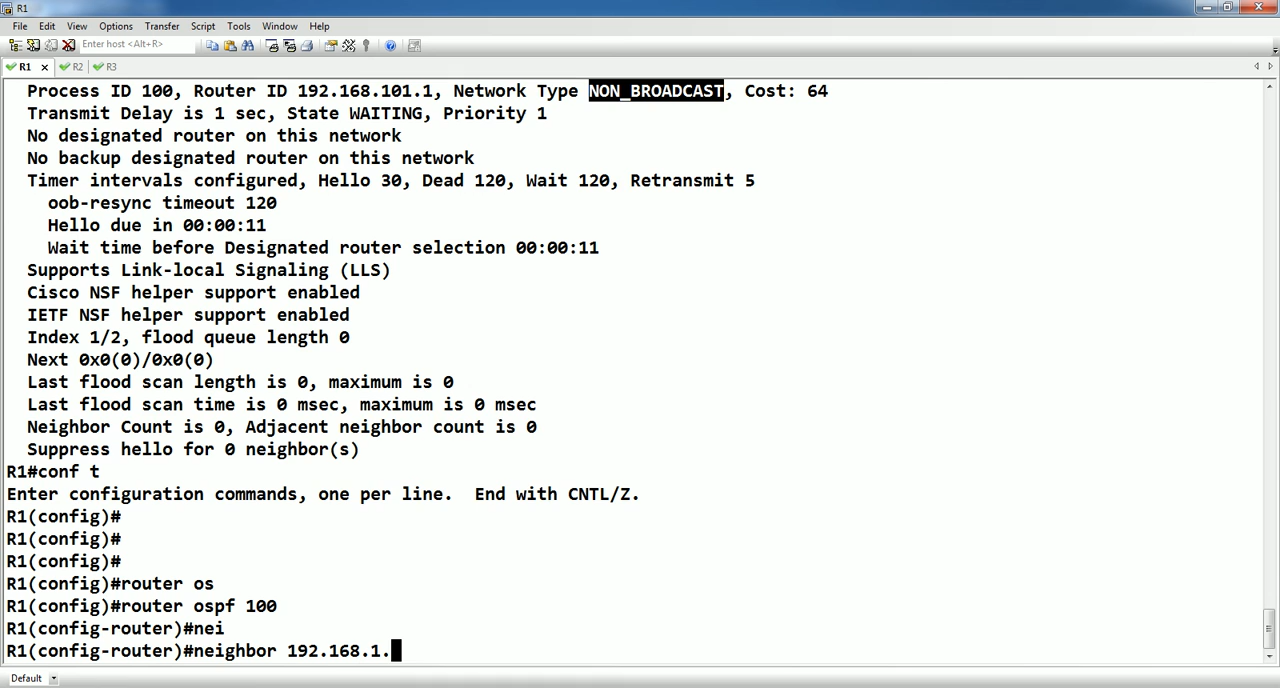 R1
File Edit View Options Transfer Script Tools Window Help
Enter host <Alt+R>
R1 R2 R3
Process ID 100, Router ID 192.168.101.1, Network Type NON_BROADCAST, Cost: 64
Transmit Delay is 1 sec, State WAITING, Priority 1
No designated router on this network
No backup designated router on this network
Timer intervals configured, Hello 30, Dead 120, Wait 120, Retransmit 5
oob-resync timeout 120
Hello due in 00:00:11
Wait time before Designated router selection 00:00:11
Supports Link-local Signaling (LLS)
Cisco NSF helper support enabled
IETF NSF helper support enabled
Index 1/2, flood queue length 0
Next 0x0(0)/0x0(0)
Last flood scan length is 0, maximum is 0
Last flood scan time is 0 msec, maximum is 0 msec
Neighbor Count is 0, Adjacent neighbor count is 0
Suppress hello for 0 neighbor(s)
R1#conf t
Enter configuration commands, one per line.  End with CNTL/Z.
R1(config)#
R1(config)#
R1(config)#
R1(config)#router os
R1(config)#router ospf 100
R1(config-router)#nei
R1(config-router)#neighbor 192.168.1.
Default